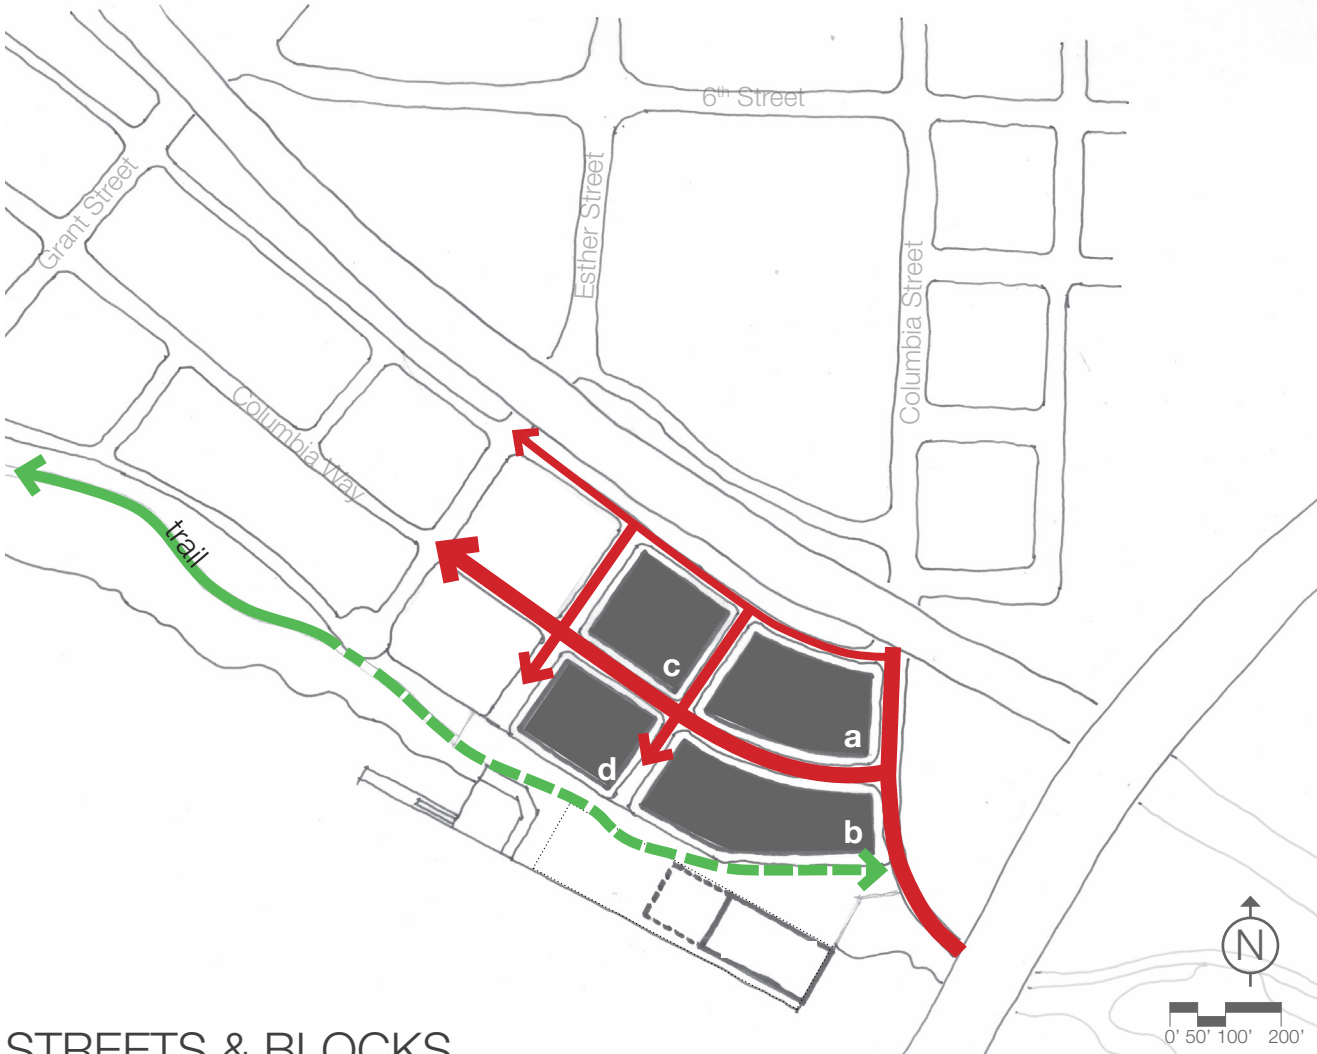 6th Street
Esther Street
Grant Street
Columbia Street
Columbia Way
trail
c
a
d
b
N
0' 50' 100' 200'
STREETS & BLOCKS